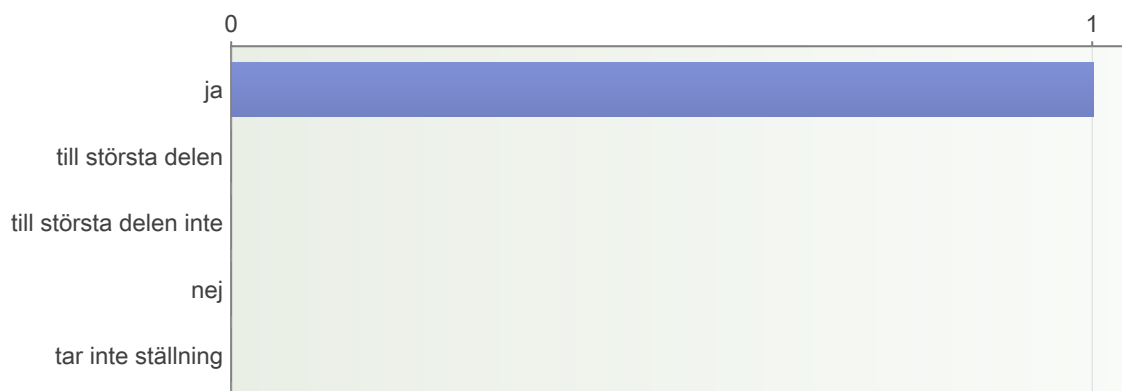 0 1
ja
till största delen
till största delen inte
nej
tar inte ställning